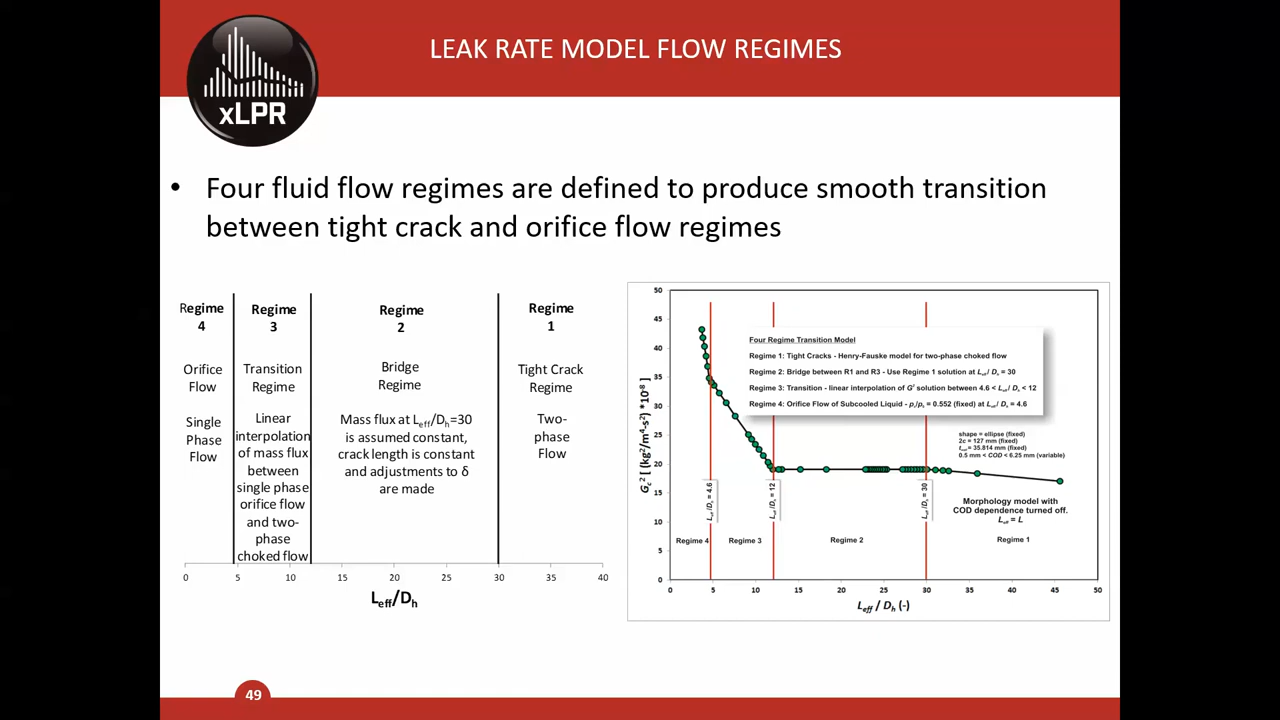 LEAK RATE MODEL FLOW REGIMES
xLPR
• Four fluid flow regimes are defined to produce smooth transition
between tight crack and orifice flow regimes
Regime
4
Orifice
Flow
Single
Phase
Flow
Regime
3
Transition
Regime
Linear
interpolation
of mass flux
between
single phase
orifice flow
and two-
phase
choked flow
Regime
2
Bridge
Regime
Mass flux at Leff/Dh=30
is assumed constant,
crack length is constant
and adjustments to δ
are made
Regime
1
Tight Crack
Regime
Two-
phase
Flow
0 5 10 15 20 25 30 35 40
Leff/Dh
50
45
40
35
30
25
20
15
10
5
0
Gc2 [ (kg2/m4-s2) *10-8 ]
Four Regime Transition Model
Regime 1: Tight Cracks - Henry-Fauske model for two-phase choked flow
Regime 2: Bridge between R1 and R3 - Use Regime 1 solution at Leff/ Dh = 30
Regime 3: Transition - linear interpolation of G2 solution between 4.6 < Leff/ Dh < 12
Regime 4: Orifice Flow of Subcooled Liquid - pc/po = 0.552 (fixed) at Leff/ Dh = 4.6
shape = ellipse (fixed)
2c = 127 mm (fixed)
twall= 35.814 mm (fixed)
0.5 mm < COD < 6.25 mm (variable)
Leff/Dh = 4.6
Leff/Dh = 12
Leff/Dh = 30
Morphology model with
COD dependence turned off.
Leff = L
Regime 4 Regime 3 Regime 2 Regime 1
0 5 10 15 20 25 30 35 40 45 50
Leff / Dh (-)
49